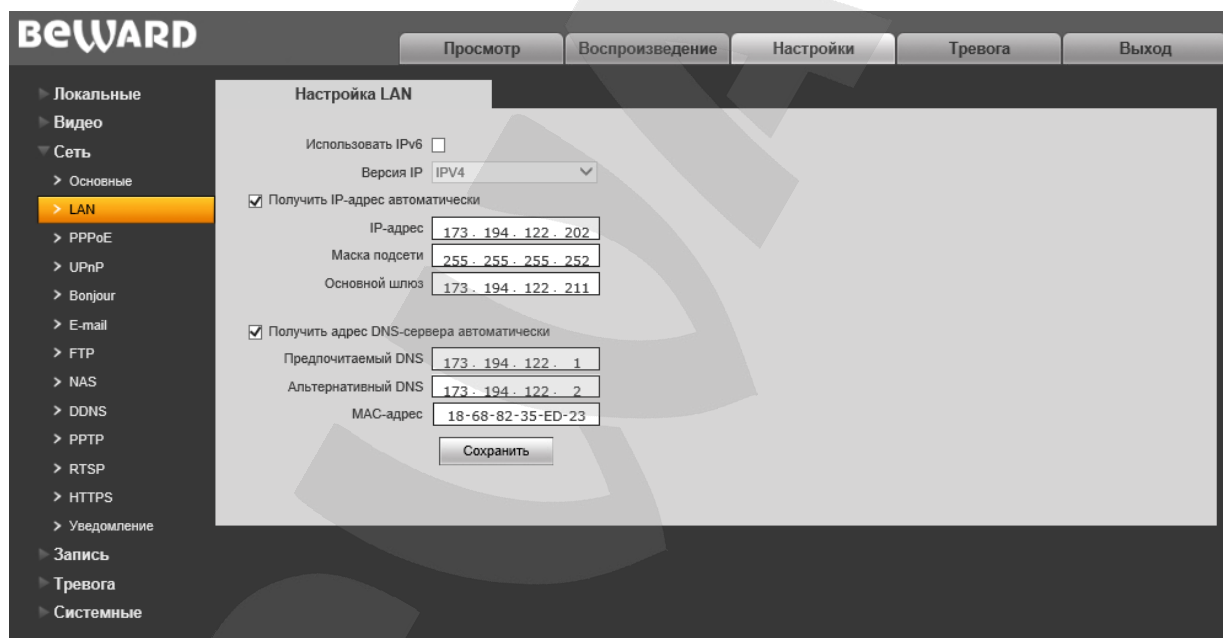 BEWARD
Просмотр Воспроизведение Настройки Тревога Выход
Локальные
Видео
Сеть
> Основные
> LAN
> PPPoE
> UPnP
> Bonjour
> E-mail
> FTP
> NAS
> DDNS
> PPTP
> RTSP
> HTTPS
> Уведомление
Запись
Тревога
Системные
Настройка LAN
Использовать IPv6
Версия IP IPV4
Получить IP-адрес автоматически
IP-адрес 173. 194. 122. 202
Маска подсети 255. 255. 255. 252
Основной шлюз 173. 194. 122. 211
Получить адрес DNS-сервера автоматически
Предпочитаемый DNS 173. 194. 122. 1
Альтернативный DNS 173. 194. 122. 2
MAC-адрес 18-68-82-35-ED-23
Сохранить